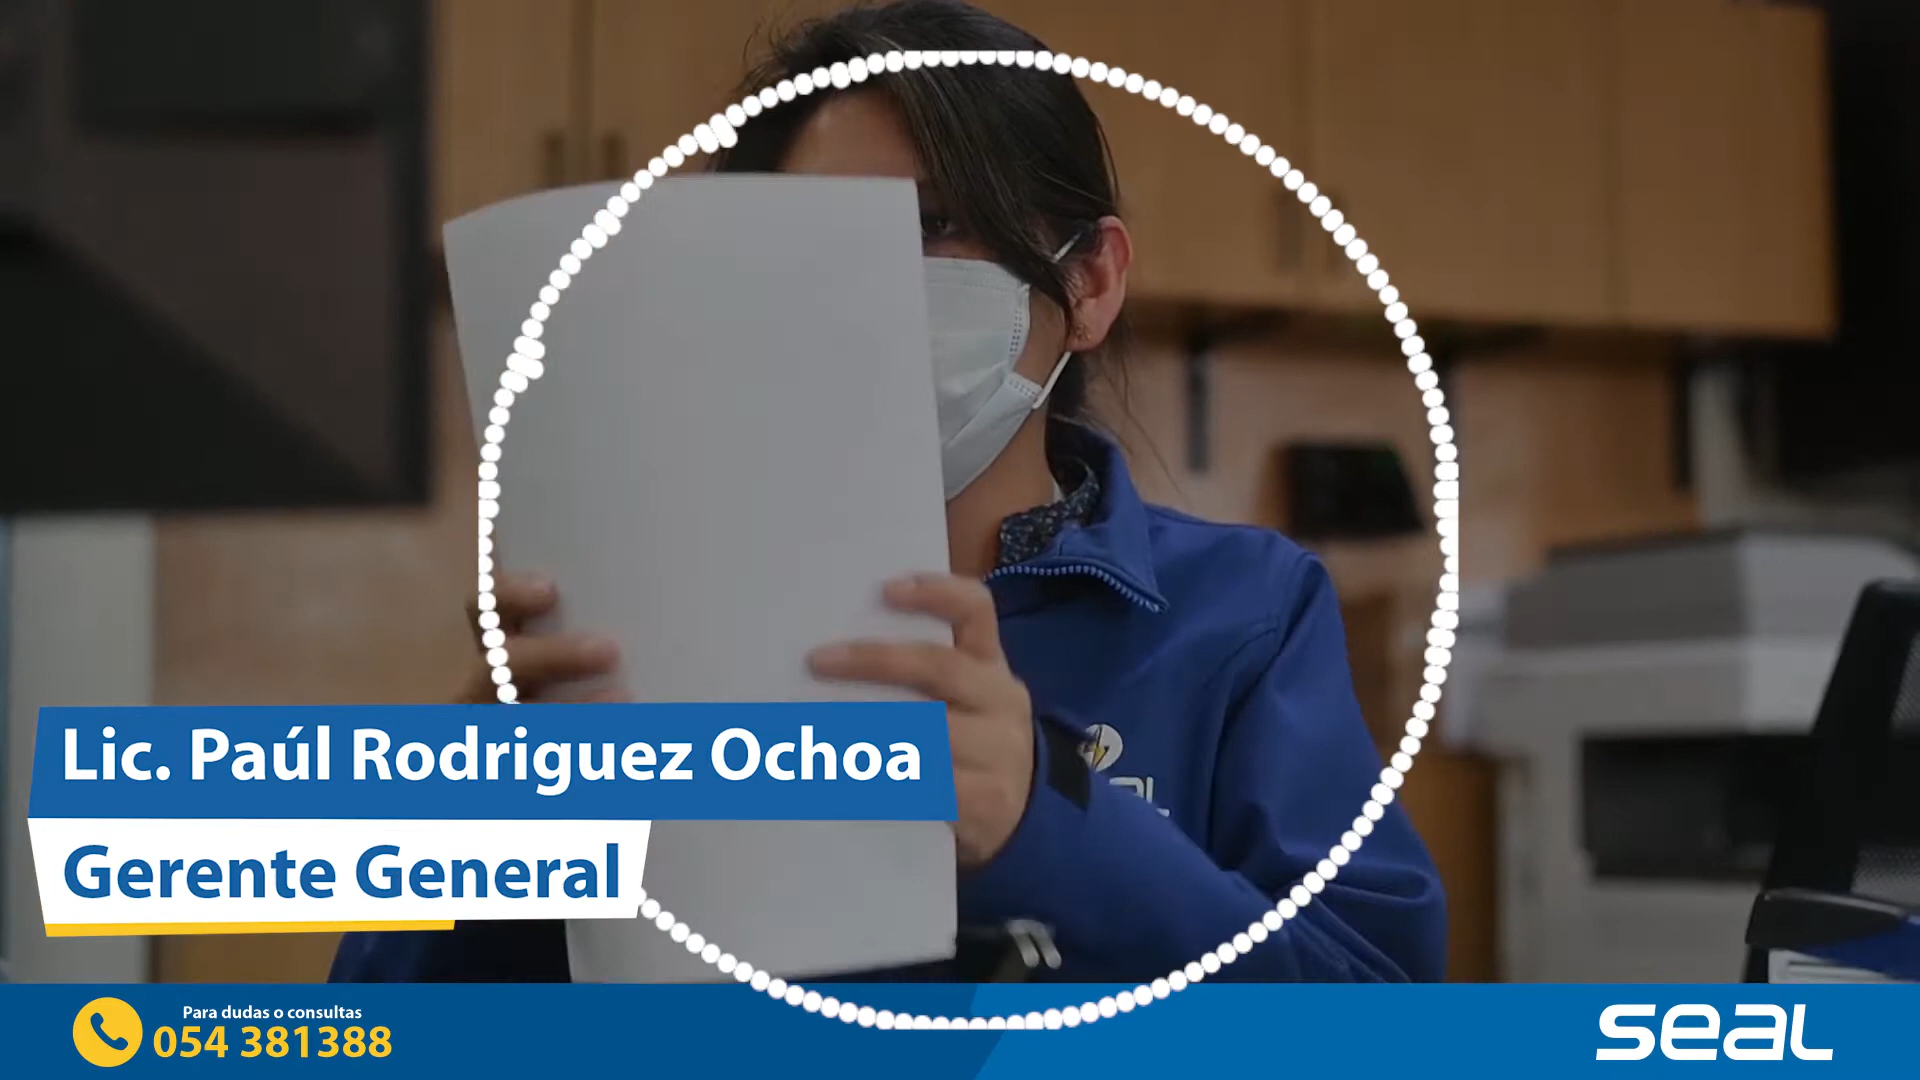 Lic. Paúl Rodriguez Ochoa
Gerente General
Para dudas o consultas
054 381388
seal